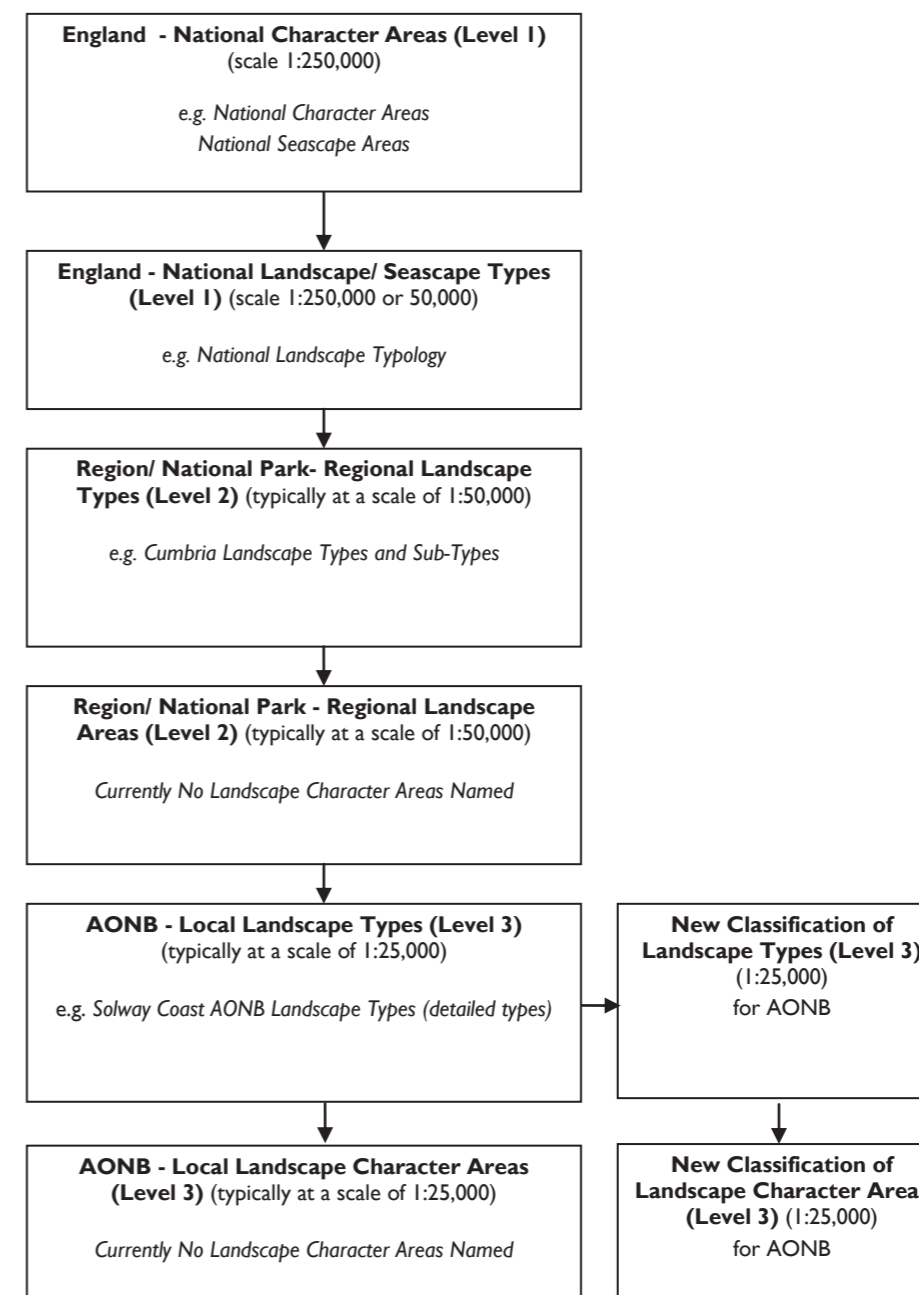 England - National Character Areas (Level 1)
(scale 1:250,000)
e.g. National Character Areas
National Seascape Areas
England - National Landscape/ Seascape Types
(Level 1) (scale 1:250,000 or 50,000)
e.g. National Landscape Typology
Region/ National Park- Regional Landscape
Types (Level 2) (typically at a scale of 1:50,000)
e.g. Cumbria Landscape Types and Sub-Types
Region/ National Park - Regional Landscape
Areas (Level 2) (typically at a scale of 1:50,000)
Currently No Landscape Character Areas Named
AONB - Local Landscape Types (Level 3)
(typically at a scale of 1:25,000)
e.g. Solway Coast AONB Landscape Types (detailed types)
New Classification of
Landscape Types (Level 3)
(1:25,000)
for AONB
AONB - Local Landscape Character Areas
(Level 3) (typically at a scale of 1:25,000)
Currently No Landscape Character Areas Named
New Classification of
Landscape Character Area
(Level 3) (1:25,000)
for AONB